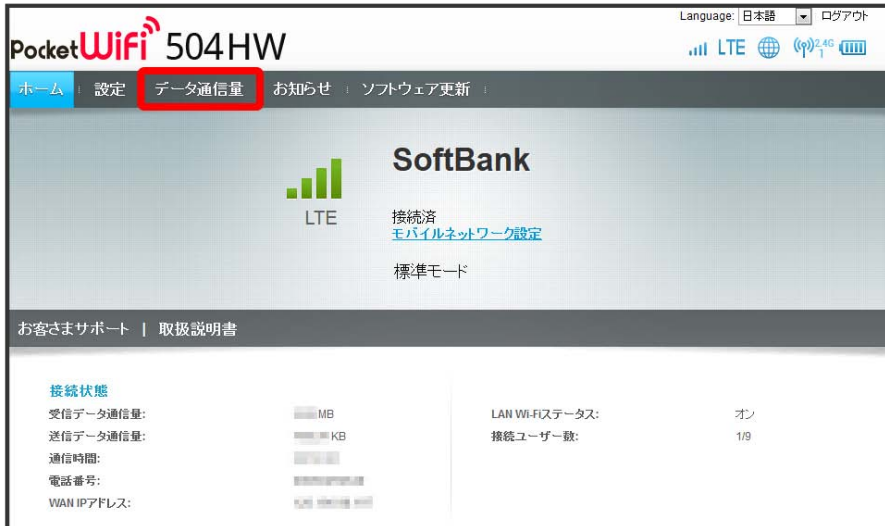 Language: 日本語 ログアウト
Pocket WiFi 504HW
LTE 2.4G 1
ホーム 設定 データ通信量 お知らせ ソフトウェア更新
SoftBank
LTE
接続済
モバイルネットワーク設定
標準モード
お客さまサポート | 取扱説明書
接続状態
受信データ通信量: MB
LAN Wi-Fiステータス: オン
送信データ通信量: KB
接続ユーザー数: 1/9
通信時間:
電話番号:
WAN IPアドレス: